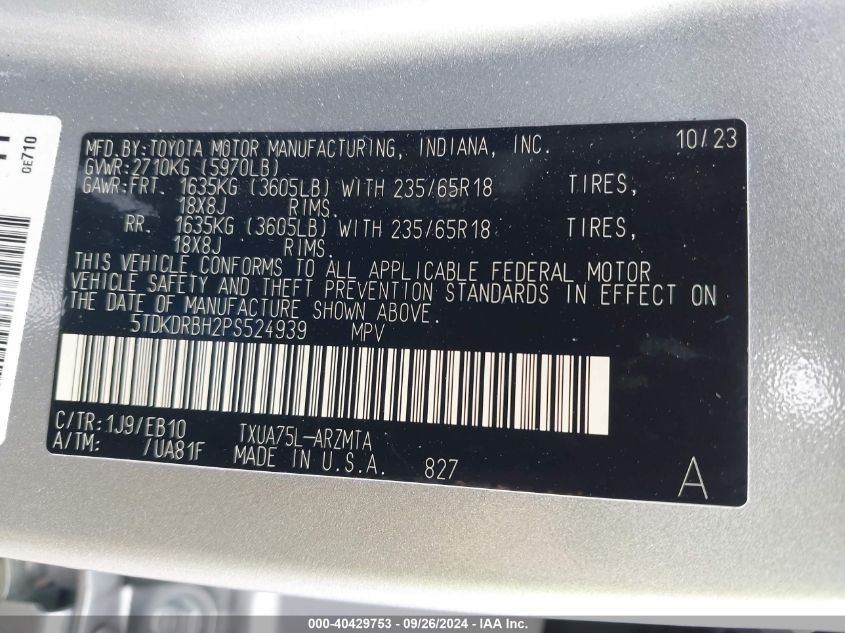 MFD.BY:TOYOTA MOTOR MANUFACTURING, INDIANA, INC. 10/23
GVWR:2710KG (5970LB)
GAWR:FRT. 1635KG (3605LB) WITH 235/65R18 TIRES,
18X8J RIMS.
RR. 1635KG (3605LB) WITH 235/65R18 TIRES,
18X8J RIMS.
THIS VEHICLE CONFORMS TO ALL APPLICABLE FEDERAL MOTOR
VEHICLE SAFETY AND THEFT PREVENTION STANDARDS IN EFFECT ON
THE DATE OF MANUFACTURE SHOWN ABOVE.
5TDKDRBH2PS524939 MPV
C/TR:1J9/EB10 TXUA75L-ARZMTA
A/TM: /UA81F MADE IN U.S.A. 827 A
0E710
000-40429753 - 09/26/2024 - IAA Inc.